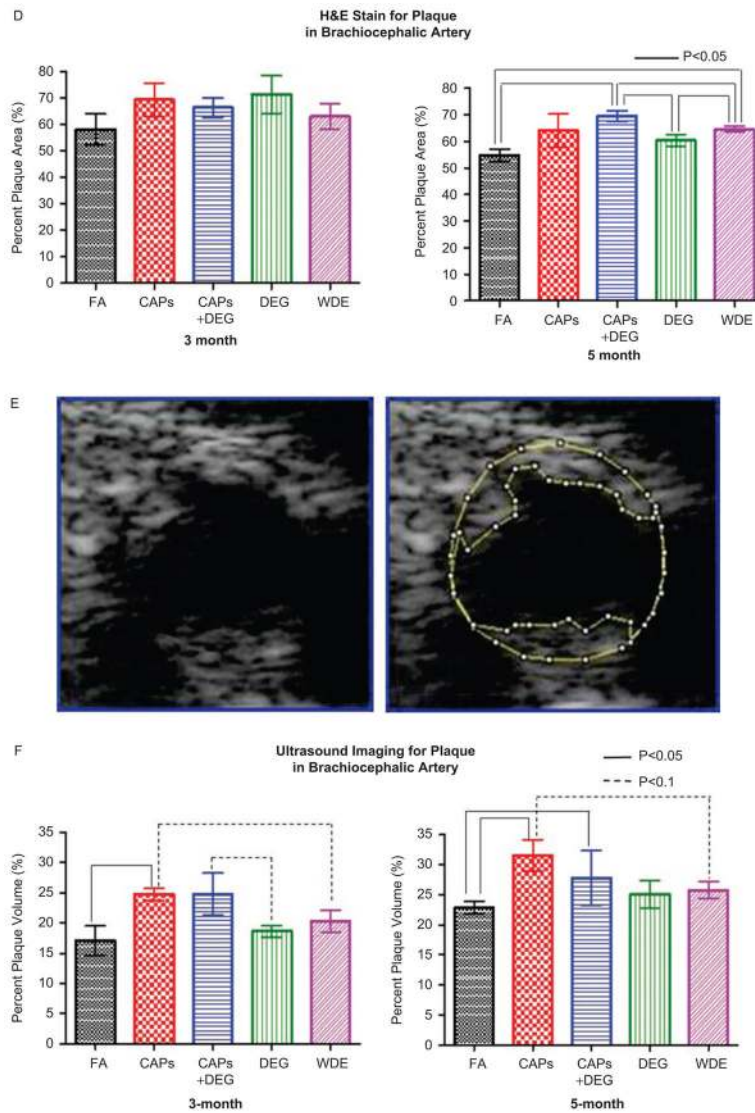 D
H&E Stain for Plaque
in Brachiocephalic Artery
P<0.05
Percent Plaque Area (%)
80
70
60
50
40
30
20
10
0
FA
CAPs
CAPs
+DEG
DEG
WDE
3 month
Percent Plaque Area (%)
80
70
60
50
40
30
20
10
0
FA
CAPs
CAPs
+DEG
DEG
WDE
5 month
E
F
Ultrasound Imaging for Plaque
in Brachiocephalic Artery
P<0.05
P<0.1
Percent Plaque Volume (%)
35
30
25
20
15
10
5
0
FA
CAPs
CAPs
+DEG
DEG
WDE
3-month
Percent Plaque Volume (%)
35
30
25
20
15
10
5
0
FA
CAPs
CAPs
+DEG
DEG
WDE
5-month